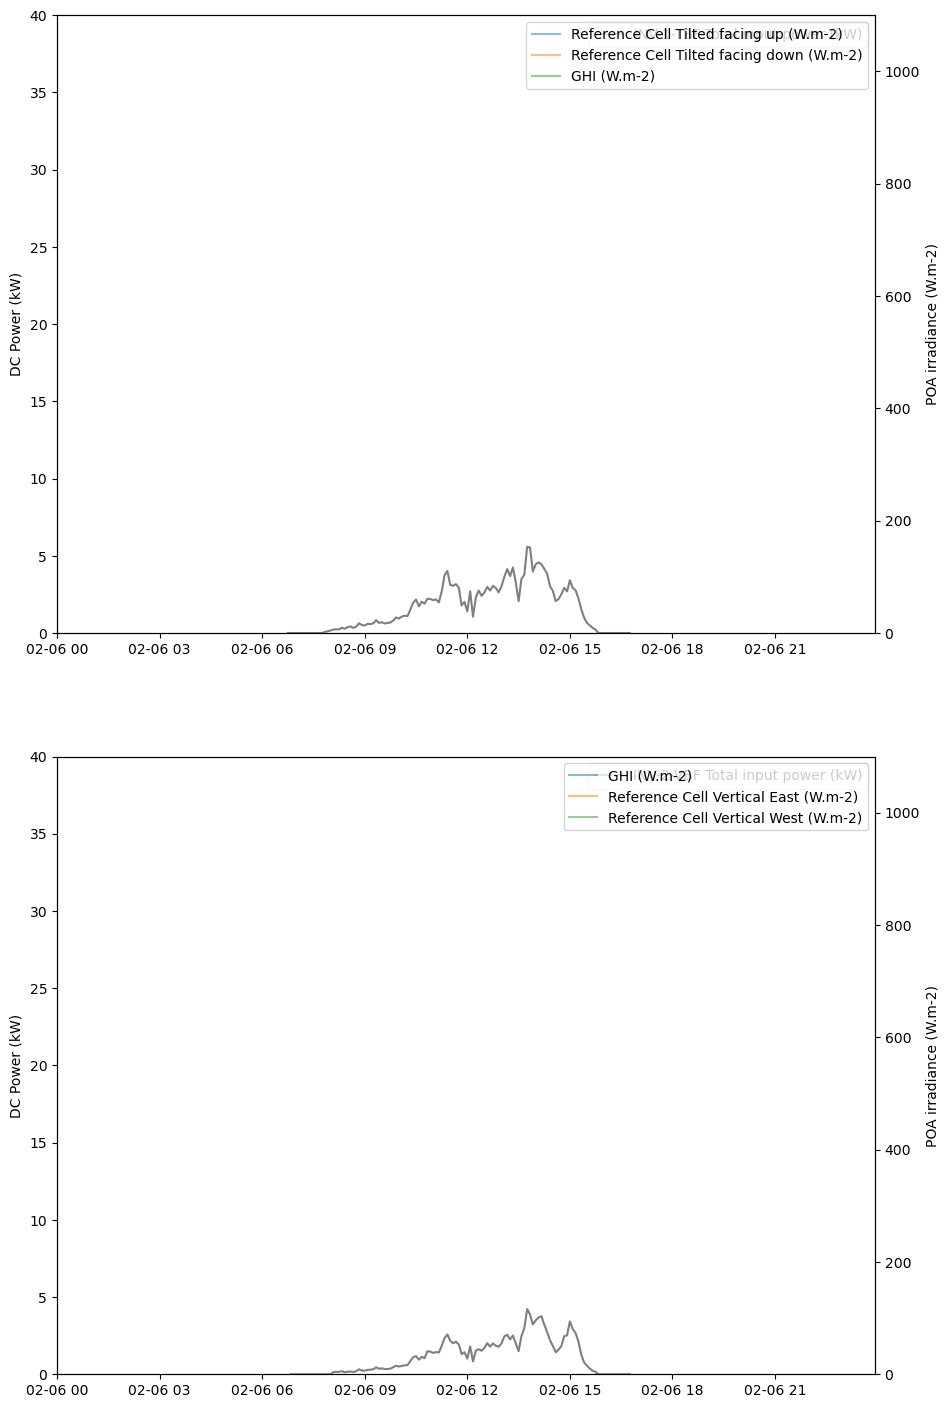 40
35
30
25
20
15
10
5
0
DC Power (kW)
Reference Cell Tilted facing up (W.m-2)
Reference Cell Tilted facing down (W.m-2)
GHI (W.m-2)
1000
800
600
400
200
0
POA irradiance (W.m-2)
02-06 00 02-06 03 02-06 06 02-06 09 02-06 12 02-06 15 02-06 18 02-06 21
40
35
30
25
20
15
10
5
0
DC Power (kW)
GHI (W.m-2)
Total input power (kW)
Reference Cell Vertical East (W.m-2)
Reference Cell Vertical West (W.m-2)
1000
800
600
400
200
0
POA irradiance (W.m-2)
02-06 00 02-06 03 02-06 06 02-06 09 02-06 12 02-06 15 02-06 18 02-06 21